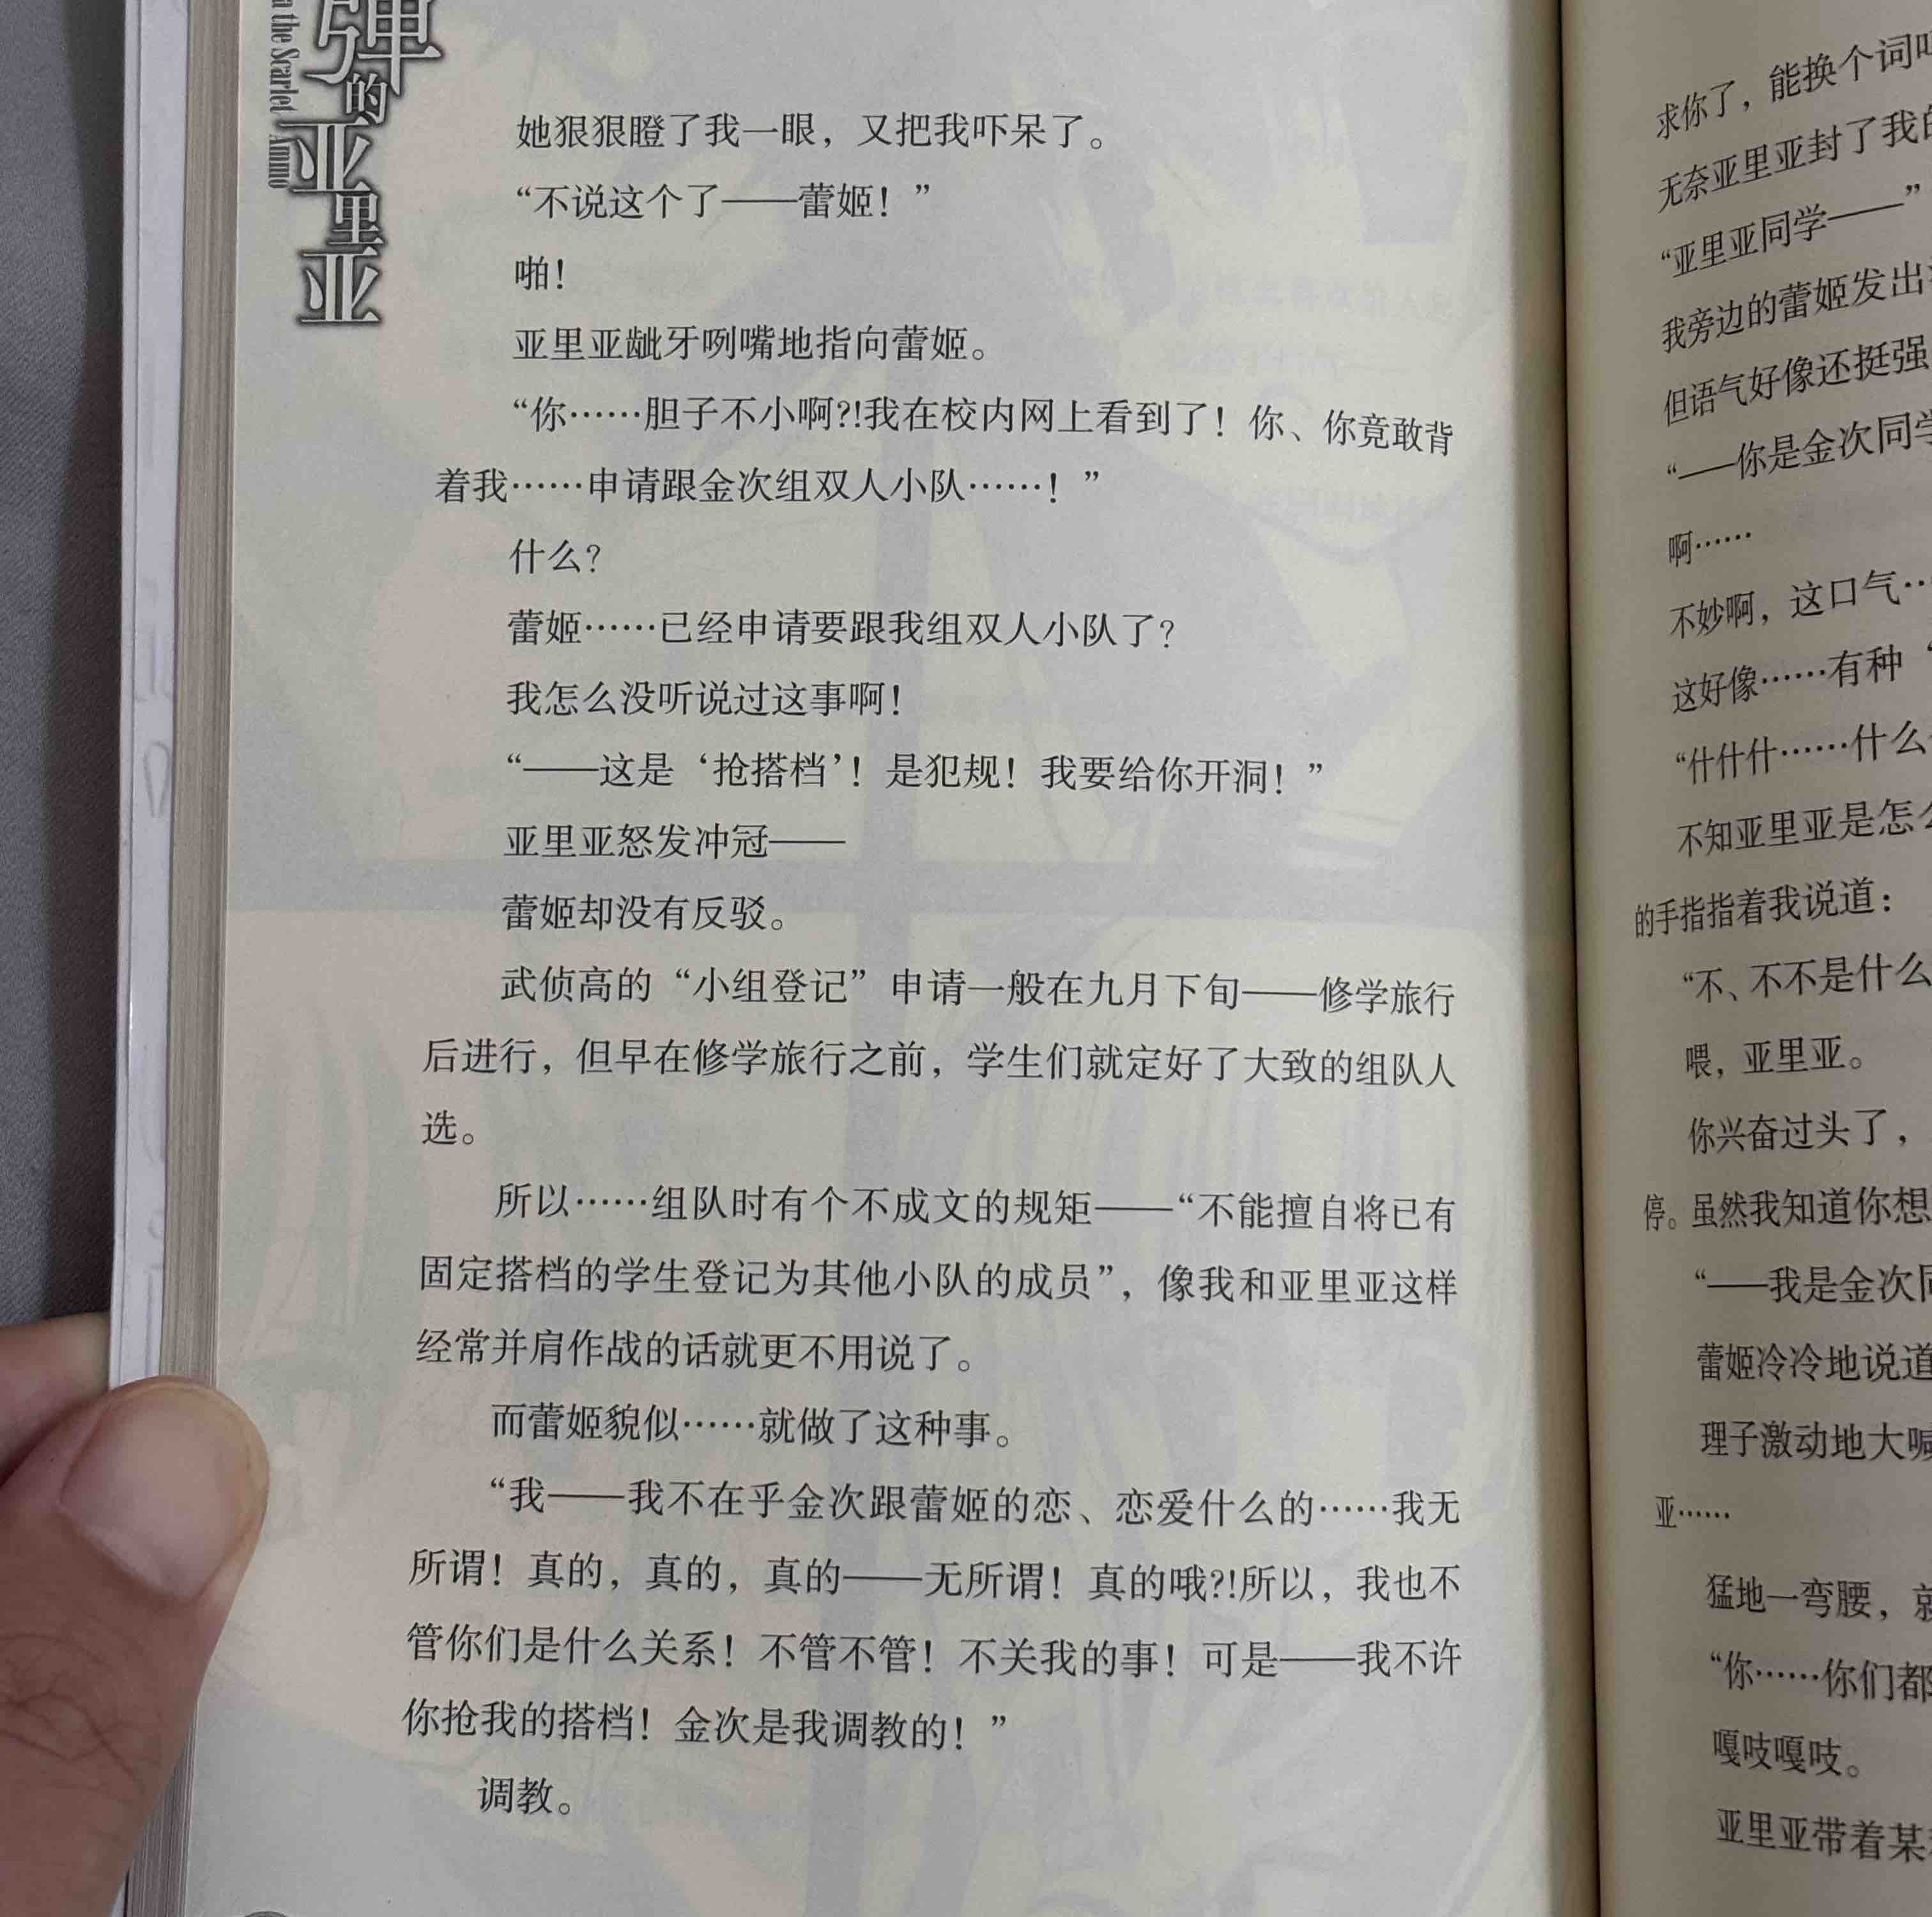 弹的亚里亚
the Scarlet Ammo
她狠狠瞪了我一眼，又把我吓呆了。
“不说这个了——蕾姬！”
啪！
亚里亚龇牙咧嘴地指向蕾姬。
“你……胆子不小啊?!我在校内网上看到了！你、你竟敢背
着我……申请跟金次组双人小队……！”
什么？
蕾姬……已经申请要跟我组双人小队了？
我怎么没听说过这事啊！
“——这是‘抢搭档’！是犯规！我要给你开洞！”
亚里亚怒发冲冠——
蕾姬却没有反驳。
武侦高的“小组登记”申请一般在九月下旬——修学旅行
后进行，但早在修学旅行之前，学生们就定好了大致的组队人
选。
所以……组队时有个不成文的规矩——“不能擅自将已有
固定搭档的学生登记为其他小队的成员”，像我和亚里亚这样
经常并肩作战的话就更不用说了。
而蕾姬貌似……就做了这种事。
“我——我不在乎金次跟蕾姬的恋、恋爱什么的……我无
所谓！真的，真的，真的——无所谓！真的哦?!所以，我也不
管你们是什么关系！不管不管！不关我的事！可是——我不许
你抢我的搭档！金次是我调教的！”
调教。
求你了，能换个词
无奈亚里亚封了我
“亚里亚同学——”
我旁边的蕾姬发出
但语气好像还挺强
“——你是金次同学
啊……
不妙啊，这口气…
这好像……有种‘
“什什什……什么
不知亚里亚是怎么
的手指指着我说道：
“不、不不是什么
喂，亚里亚。
你兴奋过头了，
停。虽然我知道你想
“——我是金次同
蕾姬冷冷地说道
理子激动地大喊
亚……
猛地一弯腰，就
“你……你们都
嘎吱嘎吱。
亚里亚带着某